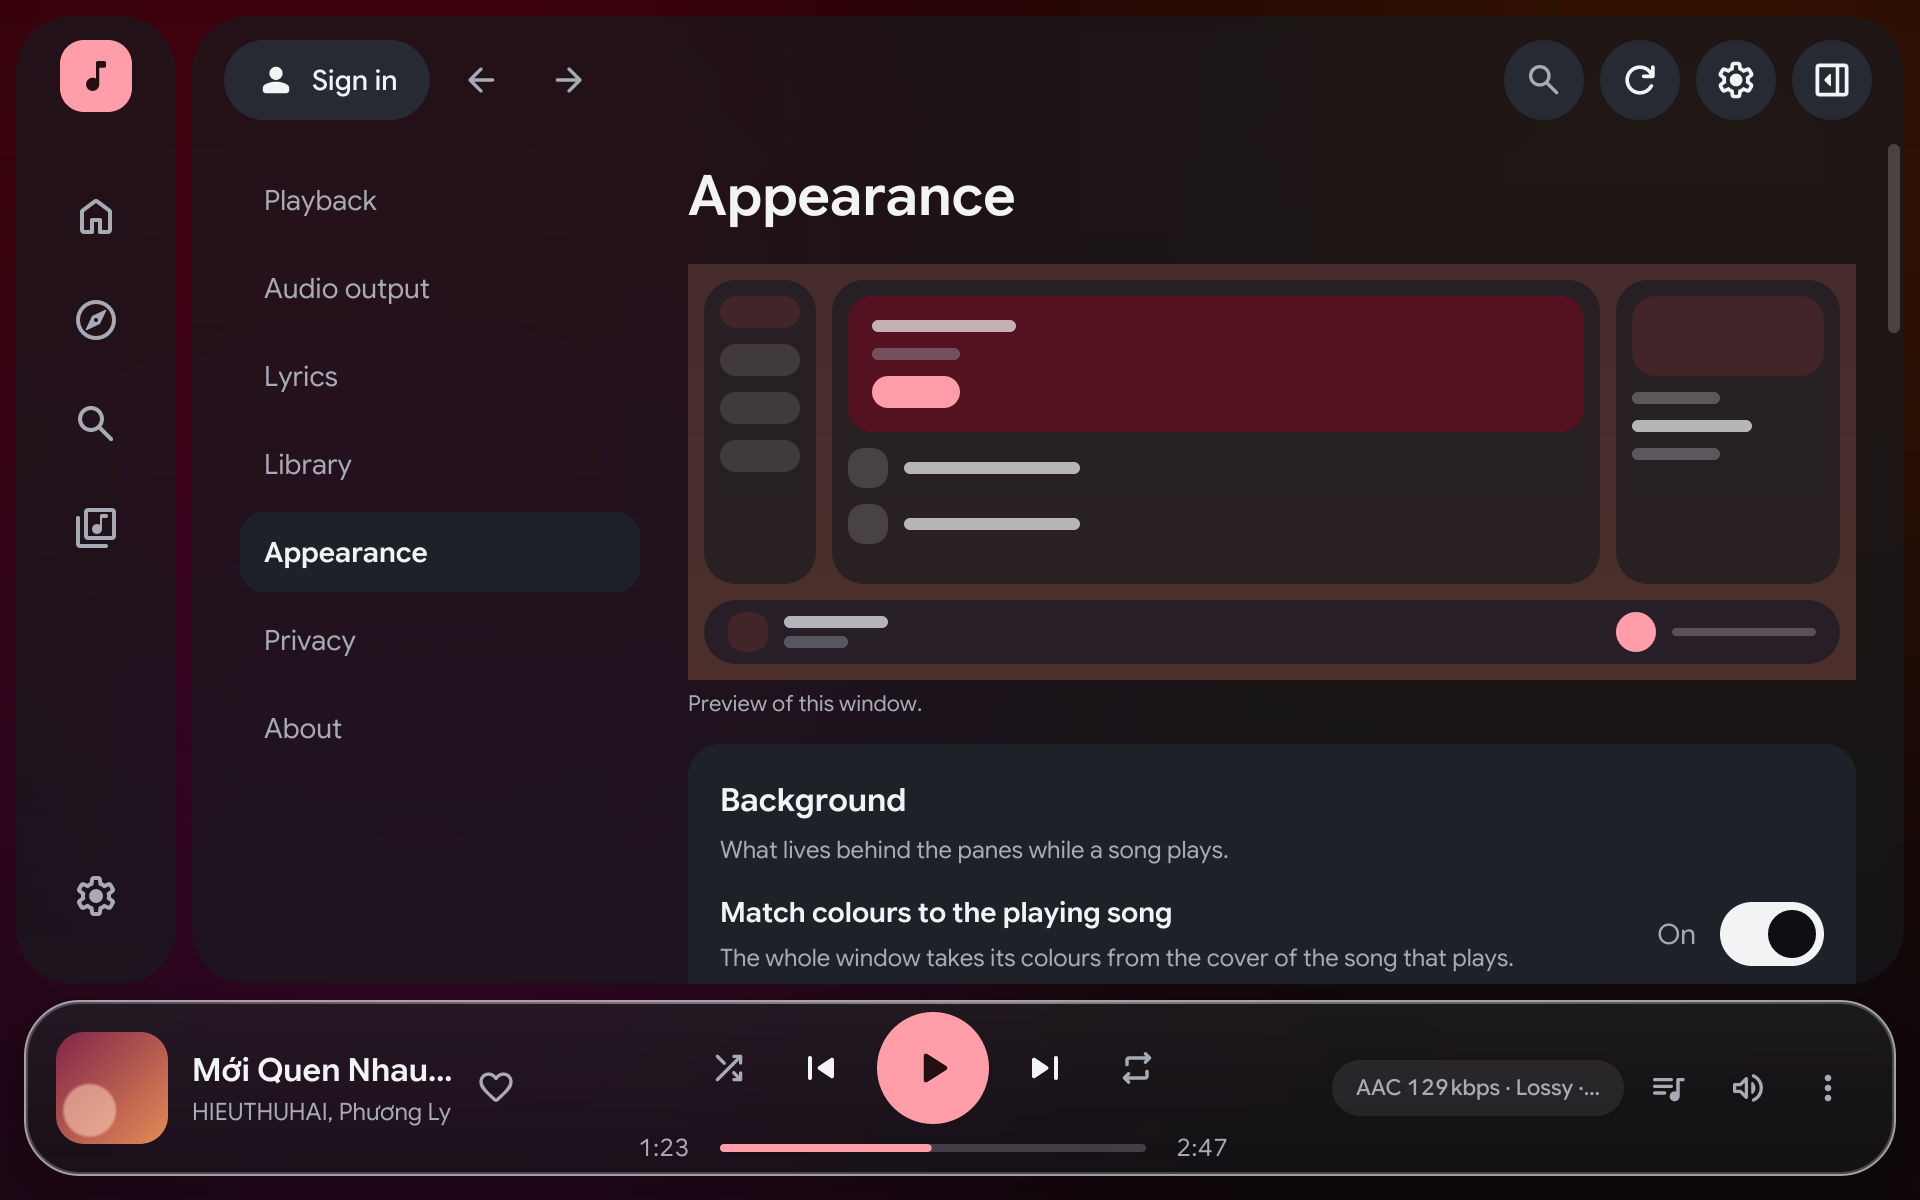 Sign in
Playback
Audio output
Lyrics
Library
Appearance
Privacy
About
Appearance
Preview of this window.
Background
What lives behind the panes while a song plays.
Match colours to the playing song
The whole window takes its colours from the cover of the song that plays.
On
Mới Quen Nhau...
HIEUTHUHAI, Phương Ly
1:23
2:47
AAC 129kbps · Lossy ·...